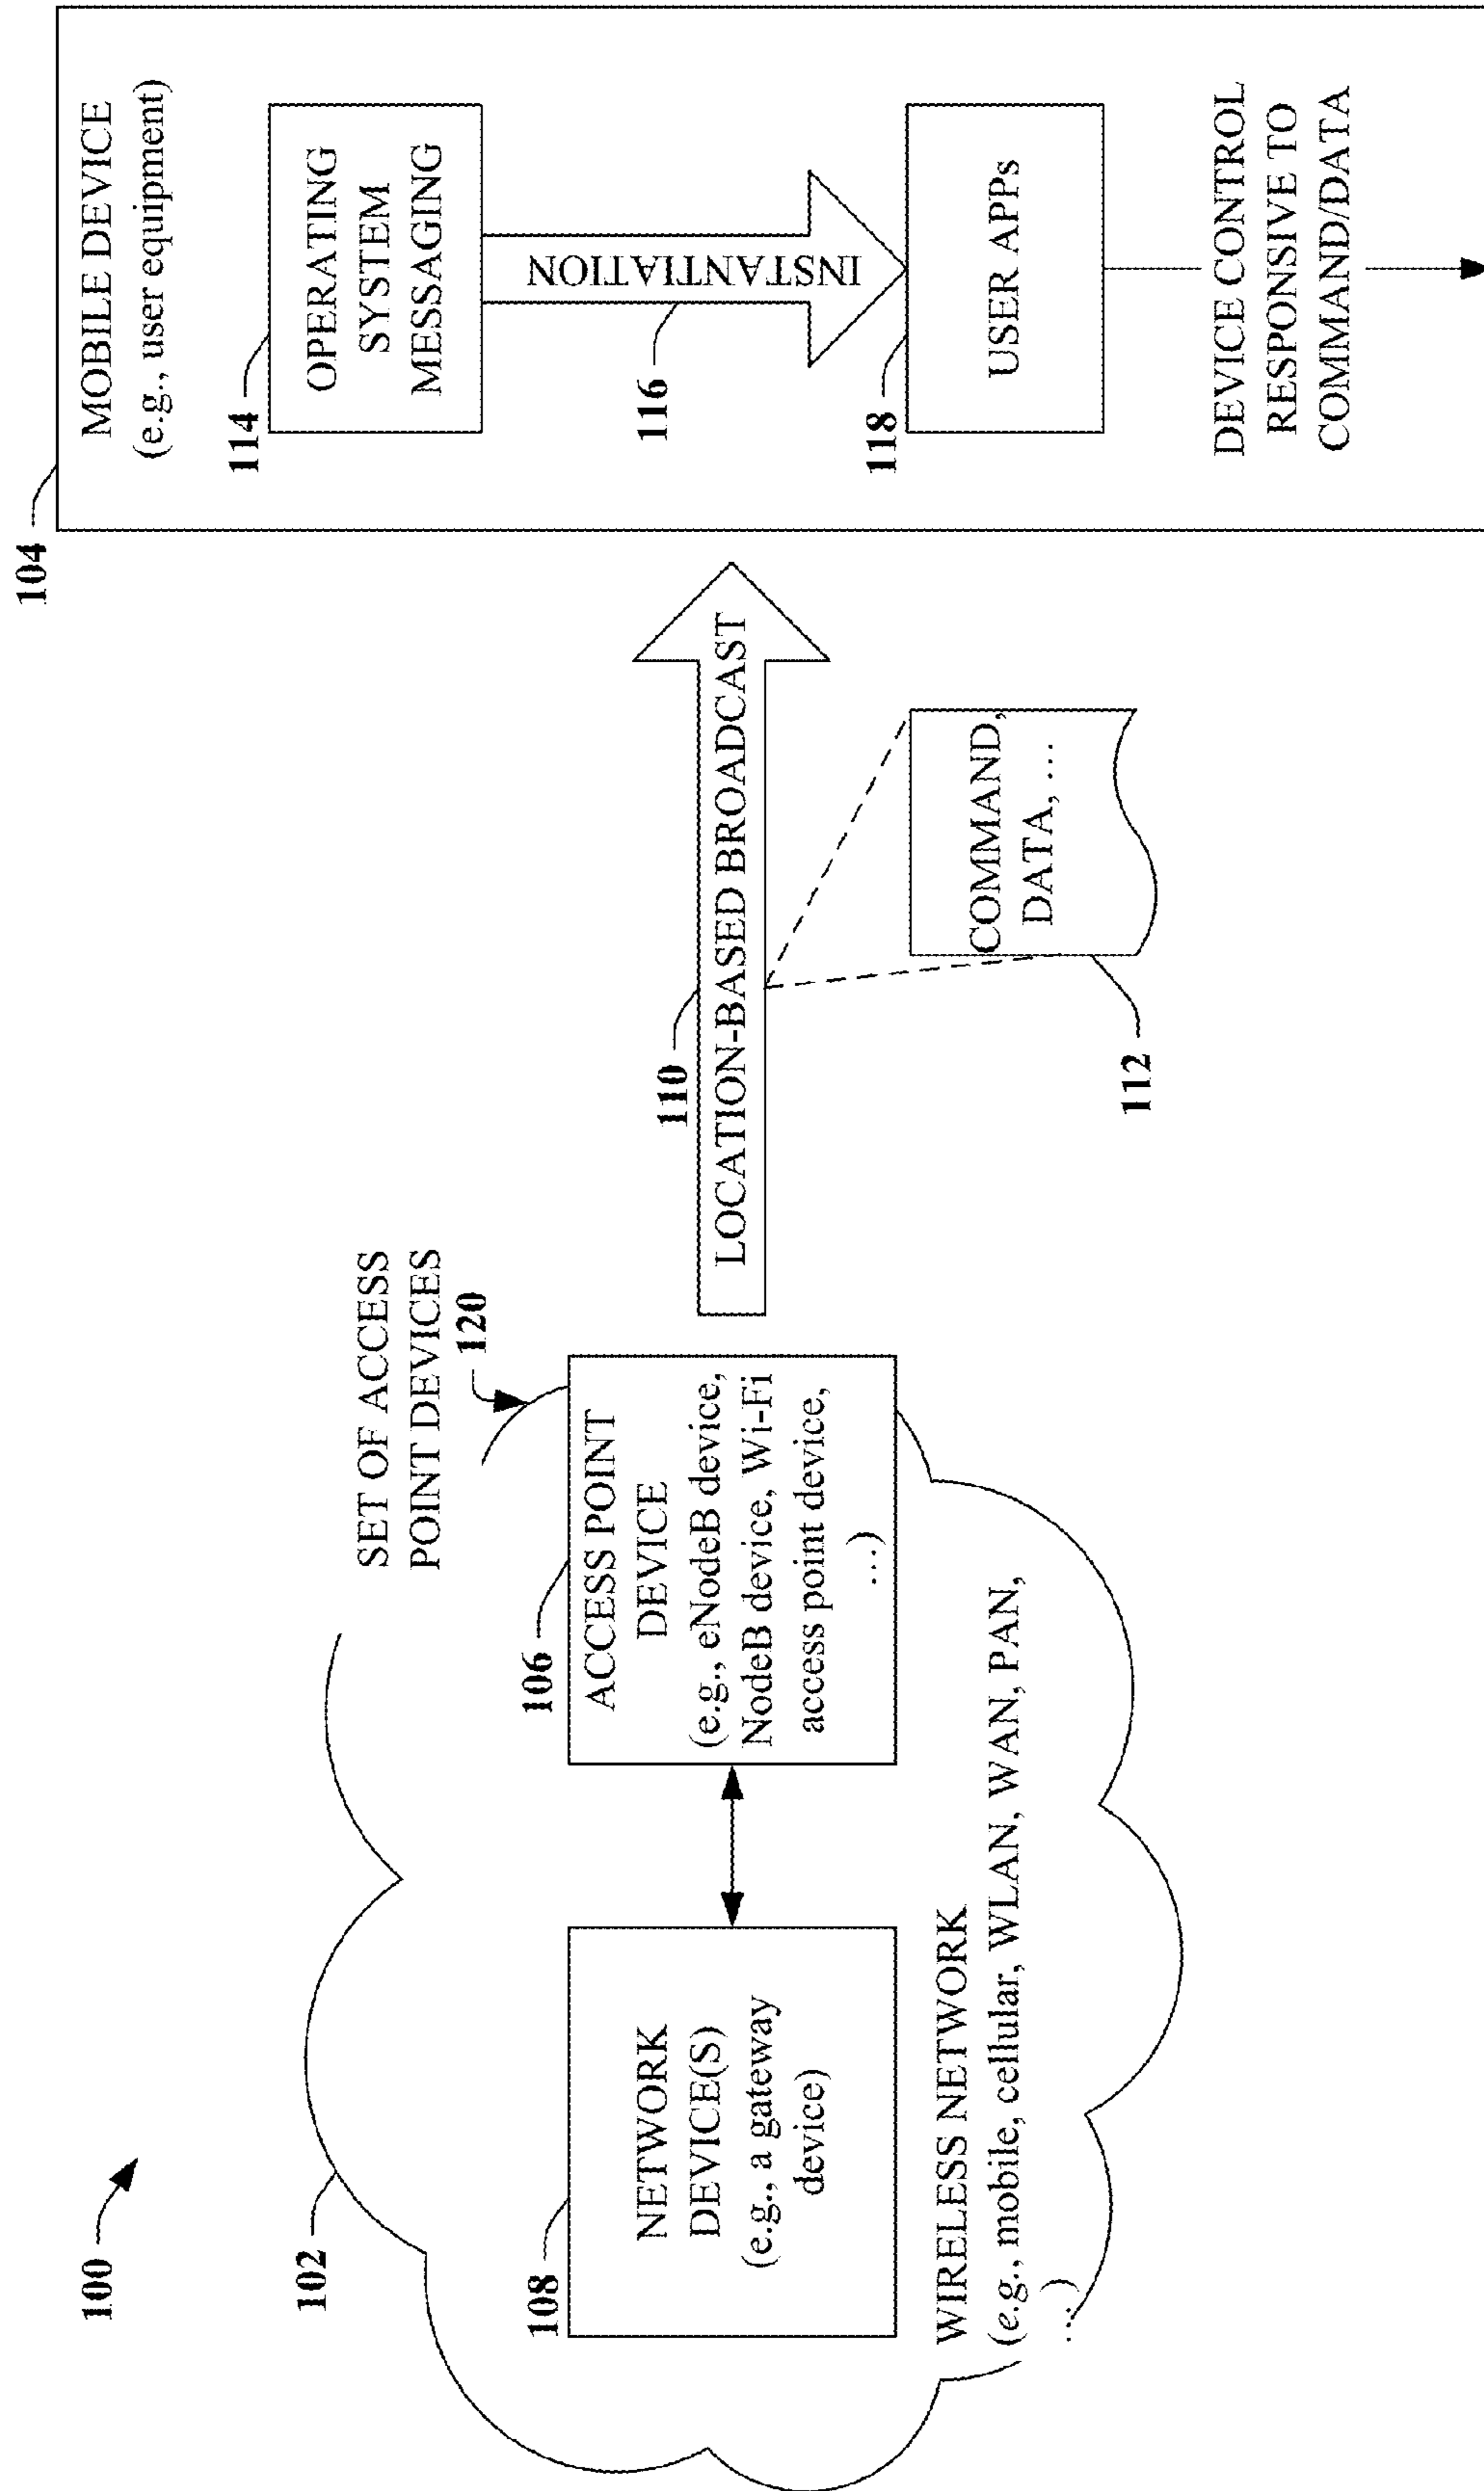 100
102
108
NETWORK
DEVICE(S)
(e.g., a gateway
device)
WIRELESS NETWORK
(e.g., mobile, cellular, WLAN, WAN, PAN,
…)
SET OF ACCESS
POINT DEVICES
120
106
ACCESS POINT
DEVICE
(e.g., eNodeB device,
NodeB device, Wi-Fi
access point device,
…)
110
LOCATION-BASED BROADCAST
COMMAND,
DATA, …
112
104
MOBILE DEVICE
(e.g., user equipment)
114
OPERATING
SYSTEM
MESSAGING
116
INSTANTIATION
118
USER APPs
DEVICE CONTROL
RESPONSIVE TO
COMMAND/DATA